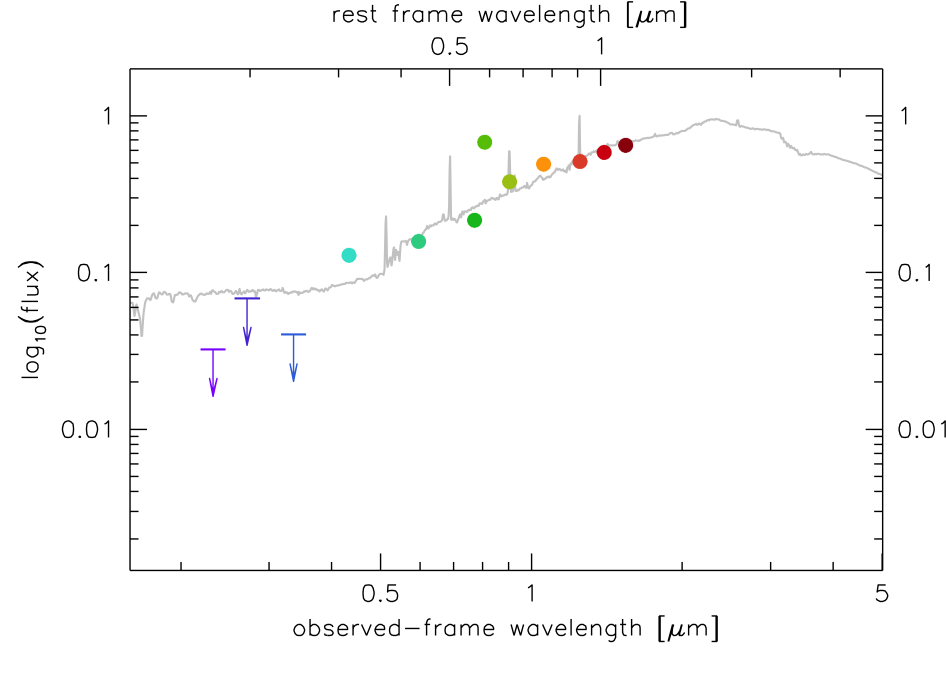 rest frame wavelength [μm]
0.5 1
1 1
0.1 0.1
log10(flux)
0.01 0.01
0.5 1 5
observed-frame wavelength [μm]